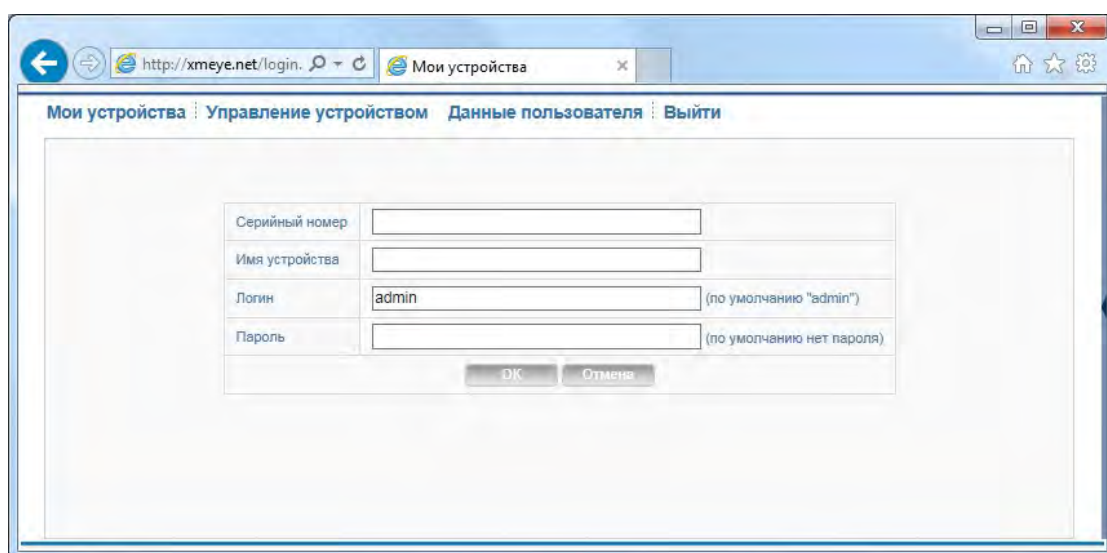 http://xmeye.net/login. Мои устройства
Мои устройства Управление устройством Данные пользователя Выйти
Серийный номер
Имя устройства
Логин admin (по умолчанию "admin")
Пароль (по умолчанию нет пароля)
OK Отмена